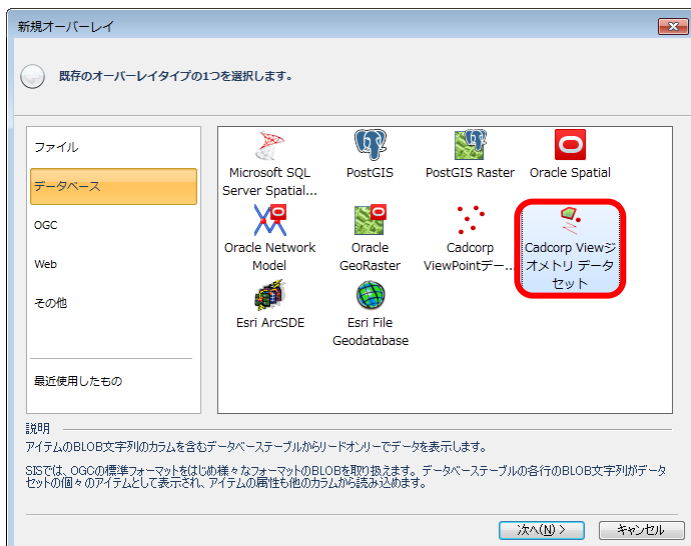 新規オーバーレイ
既存のオーバーレイタイプの1つを選択します。
ファイル
データベース
OGC
Web
その他
最近使用したもの
Microsoft SQL
Server Spatial...
PostGIS
PostGIS Raster
Oracle Spatial
Oracle Network
Model
Oracle
GeoRaster
Cadcorp
ViewPointデー...
Cadcorp Viewジ
オメトリ データ
セット
Esri ArcSDE
Esri File
Geodatabase
説明
アイテムのBLOB文字列のカラムを含むデータベーステーブルからリードオンリーでデータを表示します。
SISでは、OGCの標準フォーマットをはじめ様々なフォーマットのBLOBを取り扱えます。データベーステーブルの各行のBLOB文字列がデータ
セットの個々のアイテムとして表示され、アイテムの属性も他のカラムから読み込めます。
次へ(N) >
キャンセル